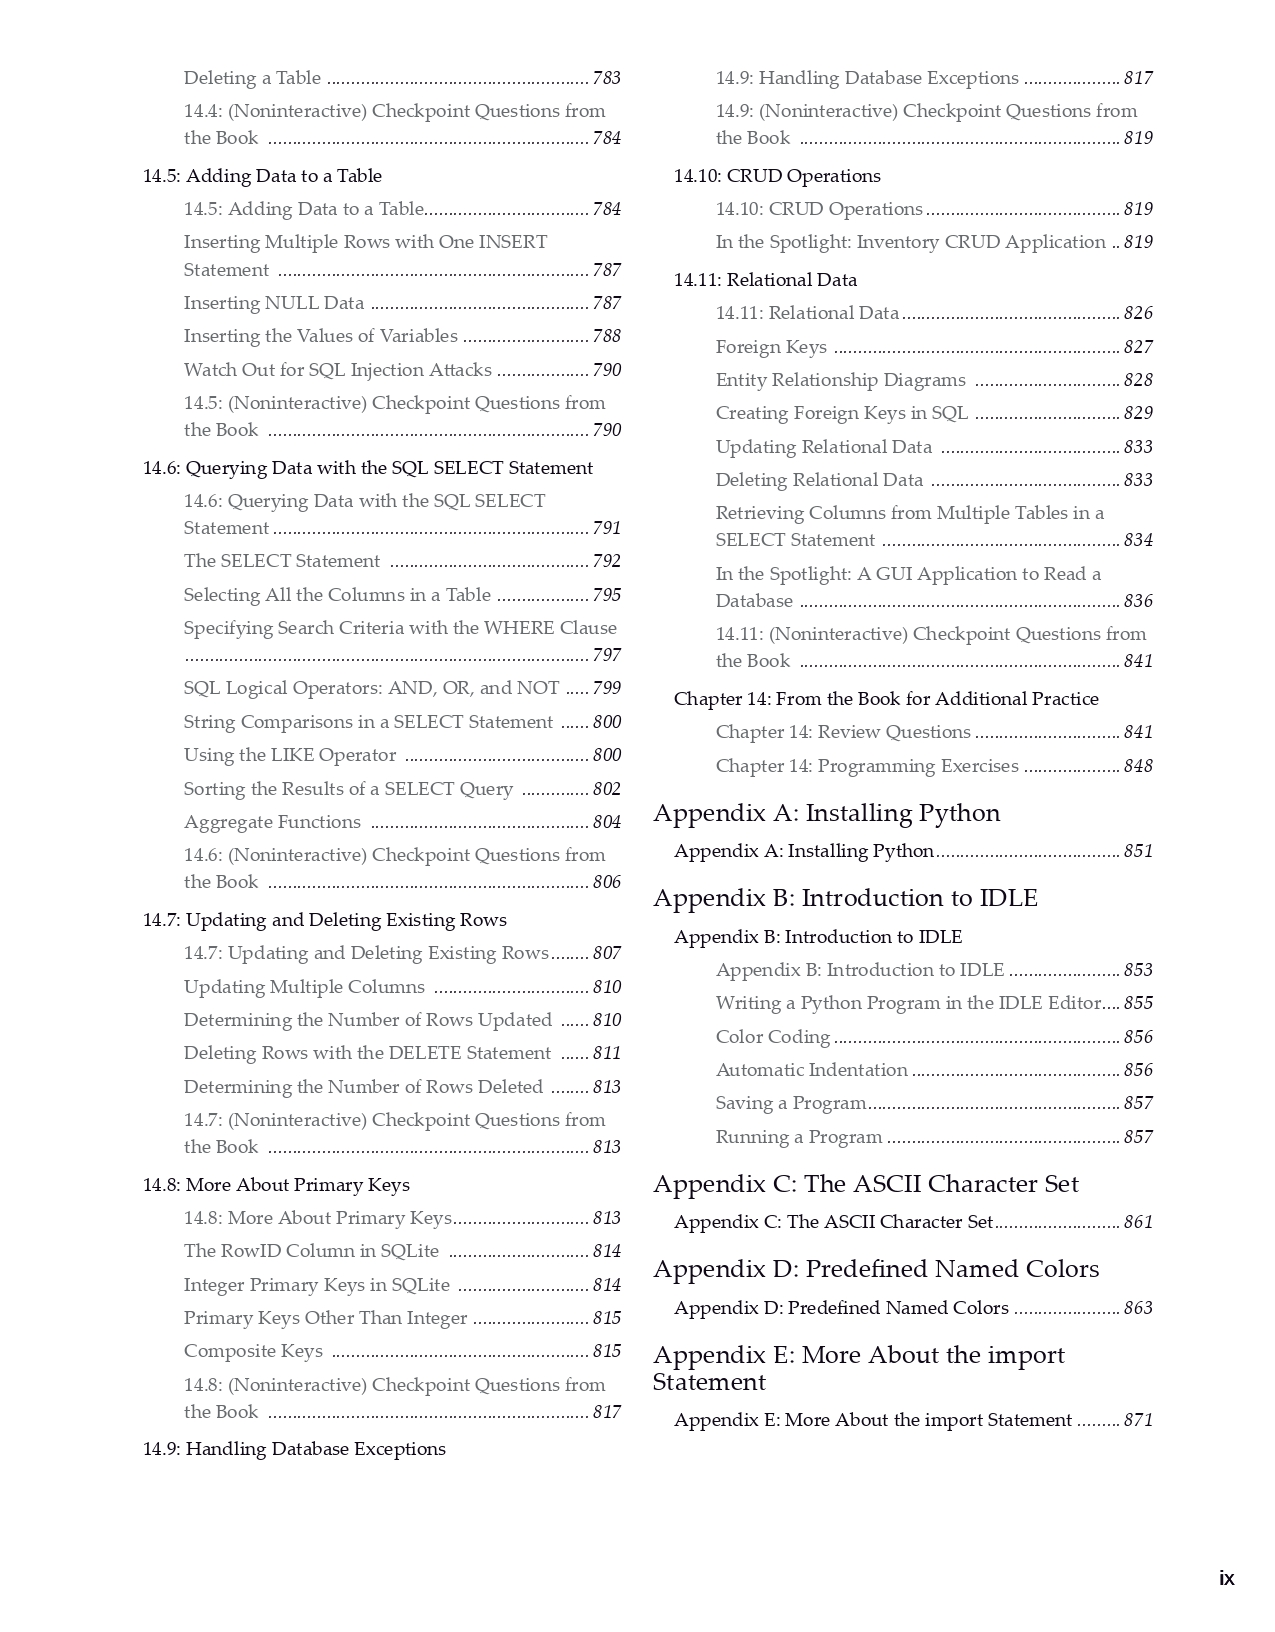 Deleting a Table ..................................................... 783
14.4: (Noninteractive) Checkpoint Questions from
the Book .................................................................. 784
14.5: Adding Data to a Table
14.5: Adding Data to a Table.................................. 784
Inserting Multiple Rows with One INSERT
Statement ................................................................ 787
Inserting NULL Data ............................................. 787
Inserting the Values of Variables .......................... 788
Watch Out for SQL Injection Attacks ................... 790
14.5: (Noninteractive) Checkpoint Questions from
the Book .................................................................. 790
14.6: Querying Data with the SQL SELECT Statement
14.6: Querying Data with the SQL SELECT
Statement ................................................................. 791
The SELECT Statement ......................................... 792
Selecting All the Columns in a Table ................... 795
Specifying Search Criteria with the WHERE Clause
................................................................................... 797
SQL Logical Operators: AND, OR, and NOT ..... 799
String Comparisons in a SELECT Statement ...... 800
Using the LIKE Operator ...................................... 800
Sorting the Results of a SELECT Query .............. 802
Aggregate Functions ............................................. 804
14.6: (Noninteractive) Checkpoint Questions from
the Book .................................................................. 806
14.7: Updating and Deleting Existing Rows
14.7: Updating and Deleting Existing Rows........ 807
Updating Multiple Columns ................................ 810
Determining the Number of Rows Updated ...... 810
Deleting Rows with the DELETE Statement ...... 811
Determining the Number of Rows Deleted ........ 813
14.7: (Noninteractive) Checkpoint Questions from
the Book .................................................................. 813
14.8: More About Primary Keys
14.8: More About Primary Keys............................ 813
The RowID Column in SQLite ............................. 814
Integer Primary Keys in SQLite ........................... 814
Primary Keys Other Than Integer ........................ 815
Composite Keys ..................................................... 815
14.8: (Noninteractive) Checkpoint Questions from
the Book .................................................................. 817
14.9: Handling Database Exceptions
14.9: Handling Database Exceptions .................... 817
14.9: (Noninteractive) Checkpoint Questions from
the Book .................................................................. 819
14.10: CRUD Operations
14.10: CRUD Operations ........................................ 819
In the Spotlight: Inventory CRUD Application .. 819
14.11: Relational Data
14.11: Relational Data ............................................. 826
Foreign Keys ........................................................... 827
Entity Relationship Diagrams .............................. 828
Creating Foreign Keys in SQL .............................. 829
Updating Relational Data ..................................... 833
Deleting Relational Data ....................................... 833
Retrieving Columns from Multiple Tables in a
SELECT Statement ................................................. 834
In the Spotlight: A GUI Application to Read a
Database .................................................................. 836
14.11: (Noninteractive) Checkpoint Questions from
the Book .................................................................. 841
Chapter 14: From the Book for Additional Practice
Chapter 14: Review Questions .............................. 841
Chapter 14: Programming Exercises .................... 848
Appendix A: Installing Python
Appendix A: Installing Python...................................... 851
Appendix B: Introduction to IDLE
Appendix B: Introduction to IDLE
Appendix B: Introduction to IDLE ....................... 853
Writing a Python Program in the IDLE Editor.... 855
Color Coding ........................................................... 856
Automatic Indentation ........................................... 856
Saving a Program.................................................... 857
Running a Program ................................................ 857
Appendix C: The ASCII Character Set
Appendix C: The ASCII Character Set.......................... 861
Appendix D: Predefined Named Colors
Appendix D: Predefined Named Colors ...................... 863
Appendix E: More About the import
Statement
Appendix E: More About the import Statement ......... 871
ix